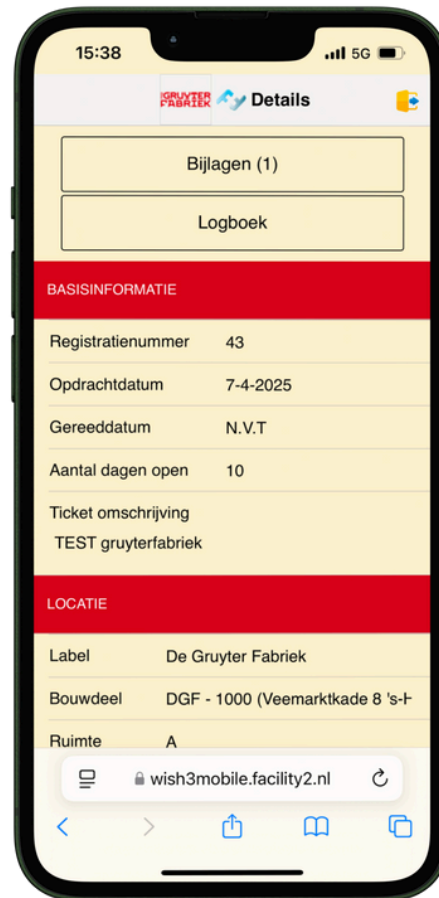 15:38 5G
GRUYTER
FABRIEK
Details
Bijlagen (1)
Logboek
BASISINFORMATIE
Registratienummer 43
Opdrachtdatum 7-4-2025
Gereeddatum N.V.T
Aantal dagen open 10
Ticket omschrijving
TEST gruyterfabriek
LOCATIE
Label De Gruyter Fabriek
Bouwdeel DGF - 1000 (Veemarktkade 8 's-H
Ruimte A
wish3mobile.facility2.nl